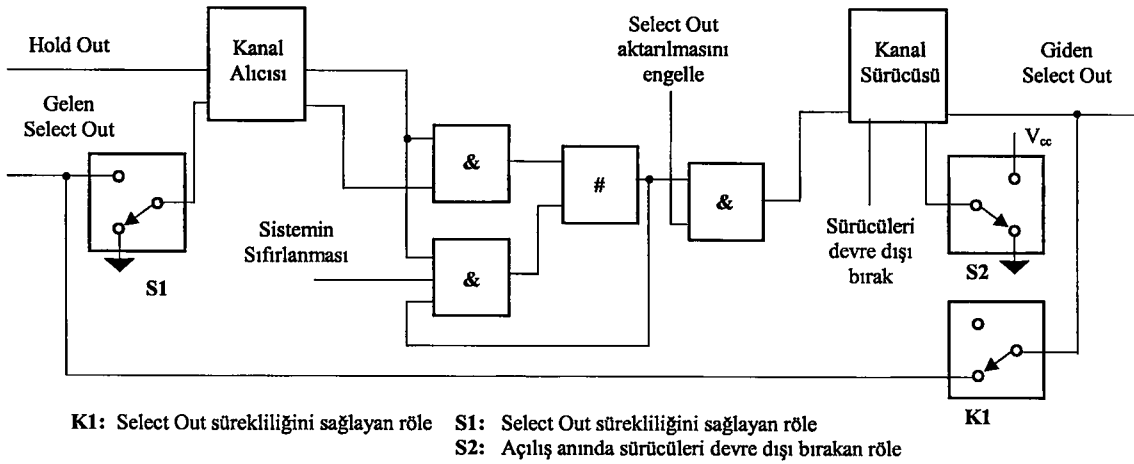 Hold Out
Kanal
Alıcısı
Select Out
aktarılmasını
engelle
Kanal
Sürücüsü
Giden
Select Out
Gelen
Select Out
V_cc
&
#
&
Sistemin
Sıfırlanması
&
Sürücüleri
devre dışı
bırak
S1
S2
K1
K1: Select Out sürekliliğini sağlayan röle
S1: Select Out sürekliliğini sağlayan röle
S2: Açılış anında sürücüleri devre dışı bırakan röle